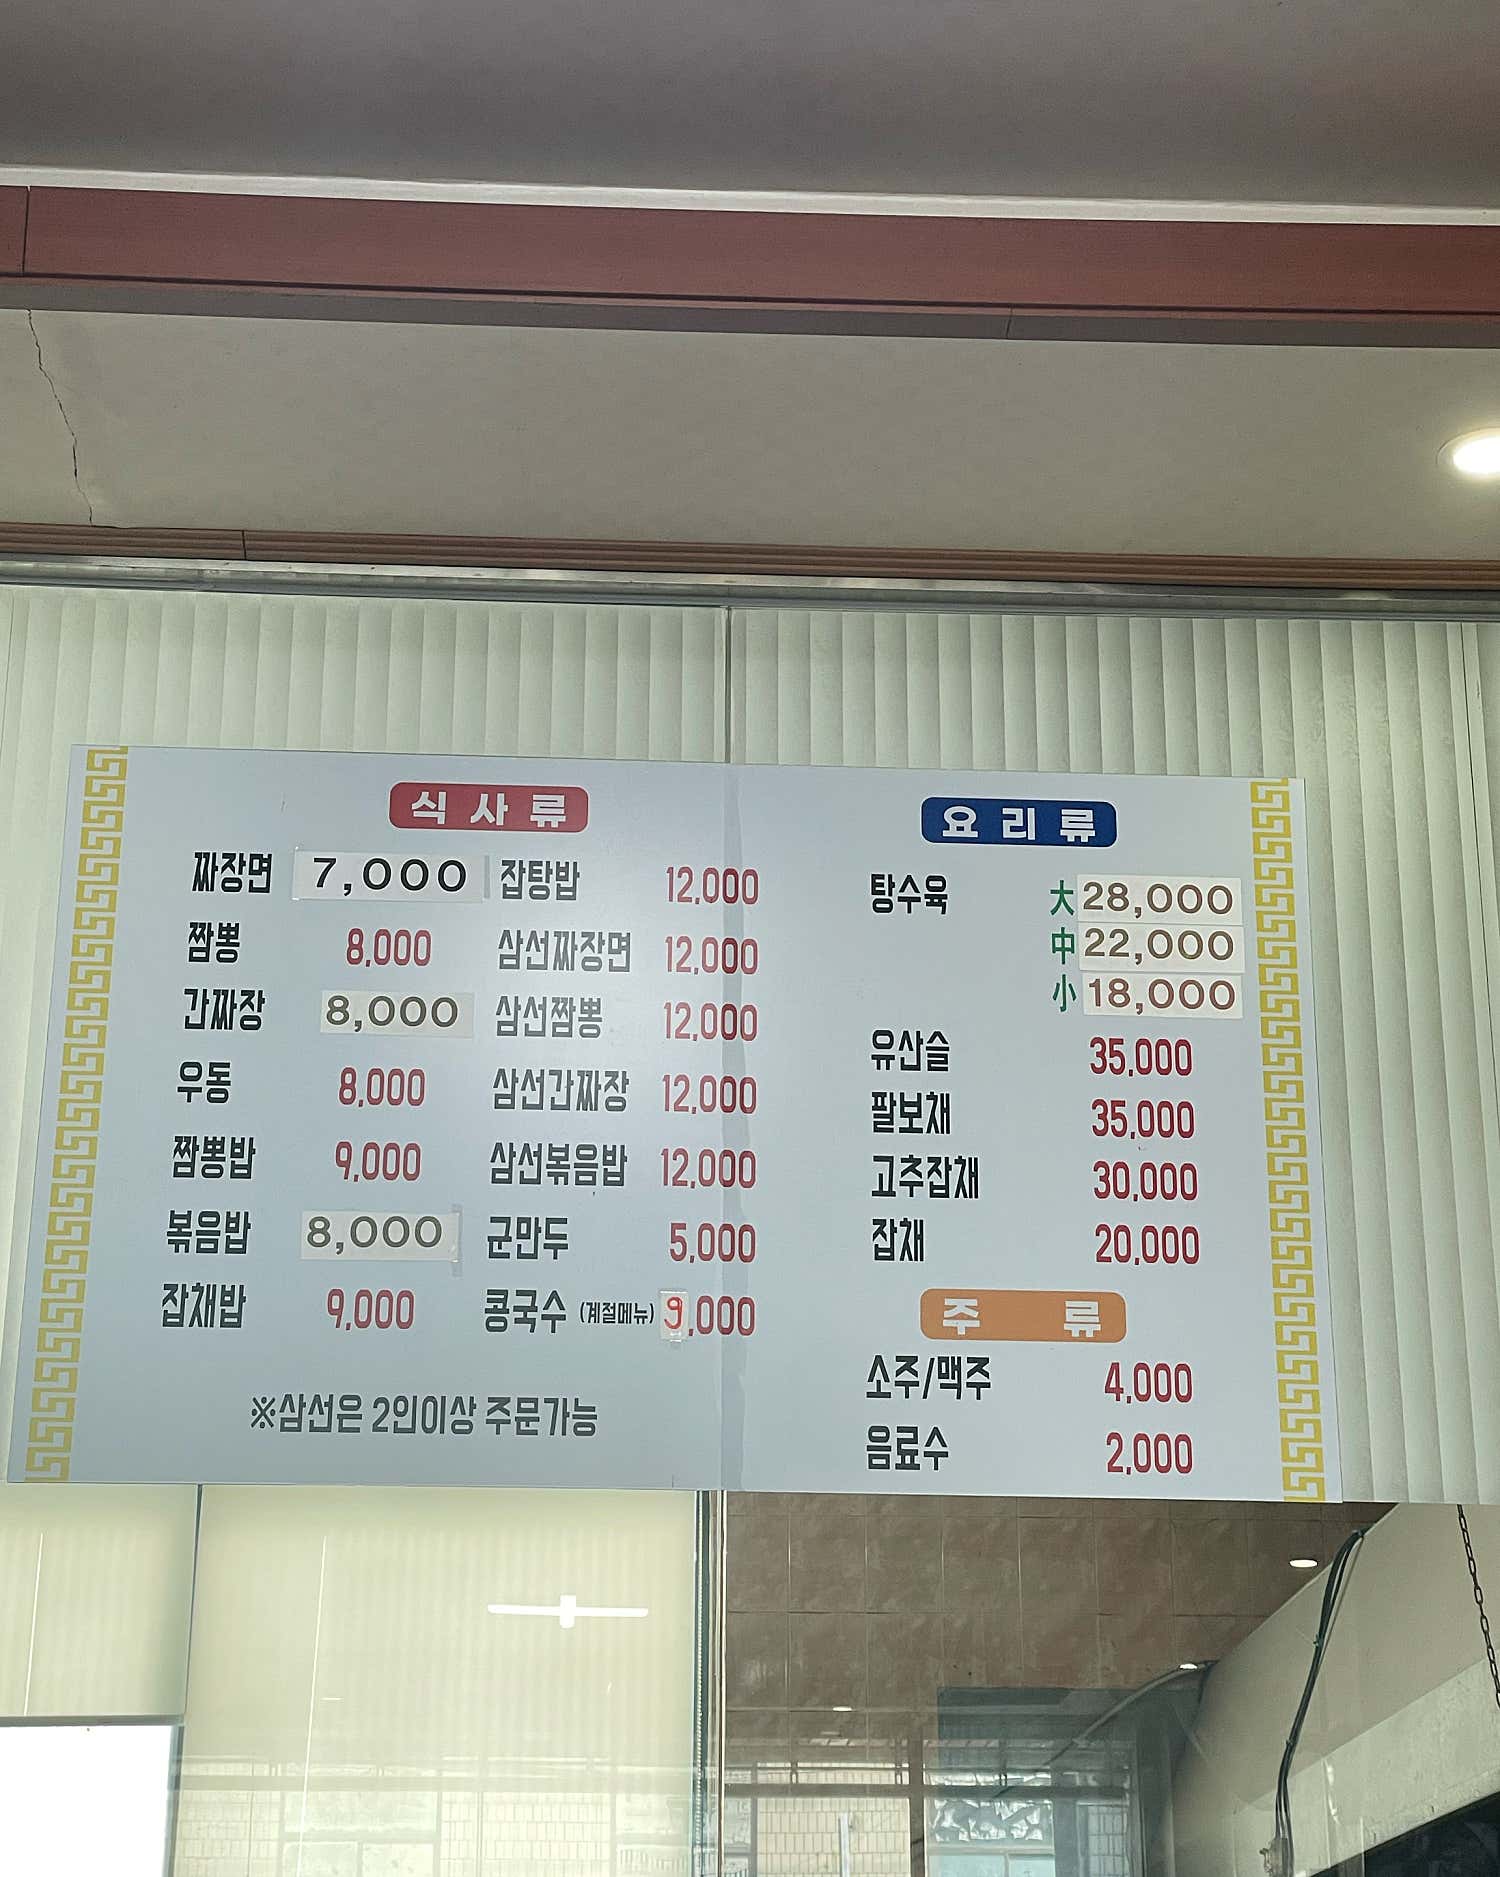 식사류
짜장면 7,000
짬뽕 8,000
간짜장 8,000
우동 8,000
짬뽕밥 9,000
볶음밥 8,000
잡채밥 9,000
잡탕밥 12,000
삼선짜장면 12,000
삼선짬뽕 12,000
삼선간짜장 12,000
삼선볶음밥 12,000
군만두 5,000
콩국수 (계절메뉴) 9,000
※삼선은 2인이상 주문가능
요리류
탕수육 大 28,000
中 22,000
小 18,000
유산슬 35,000
팔보채 35,000
고추잡채 30,000
잡채 20,000
주류
소주/맥주 4,000
음료수 2,000